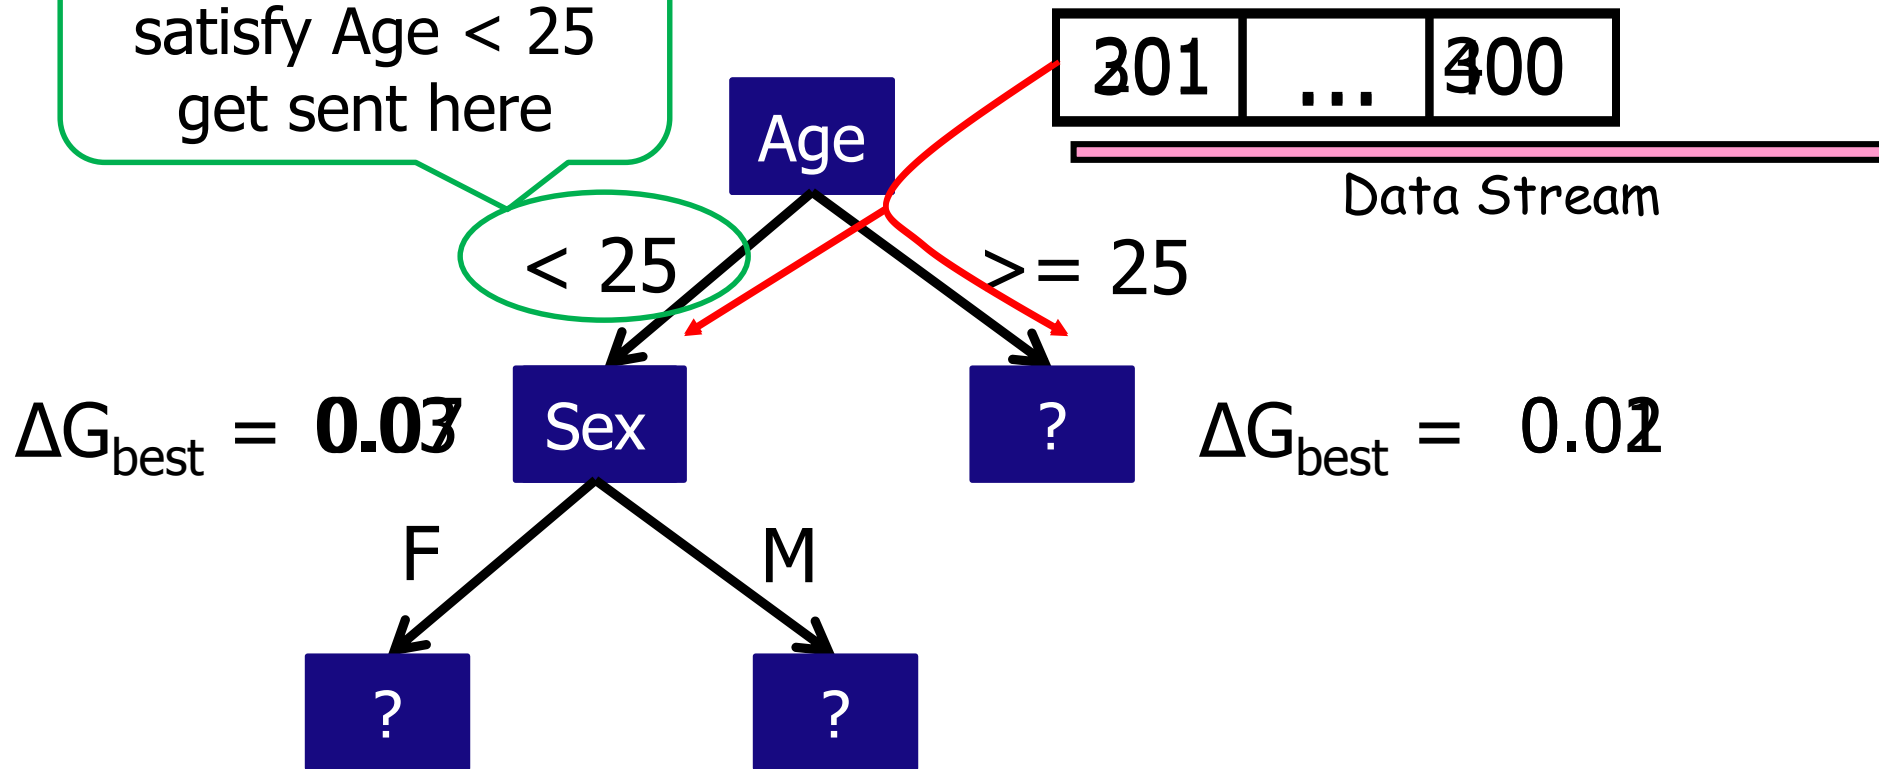 satisfy Age < 25
get sent here
...
Age
Data Stream
< 25
>= 25
ΔGbest =
Sex
?
ΔGbest =
F
M
?
?